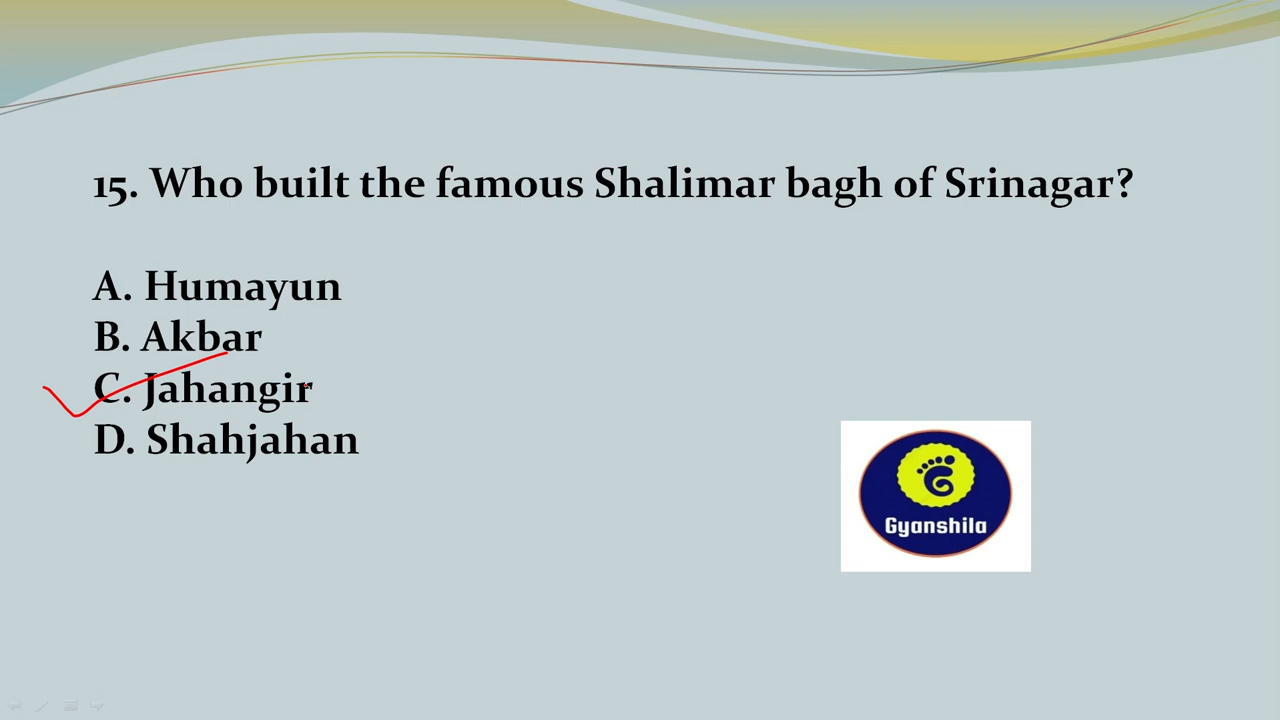 15. Who built the famous Shalimar bagh of Srinagar?
A. Humayun
B. Akbar
C. Jahangir
D. Shahjahan
Gyanshila